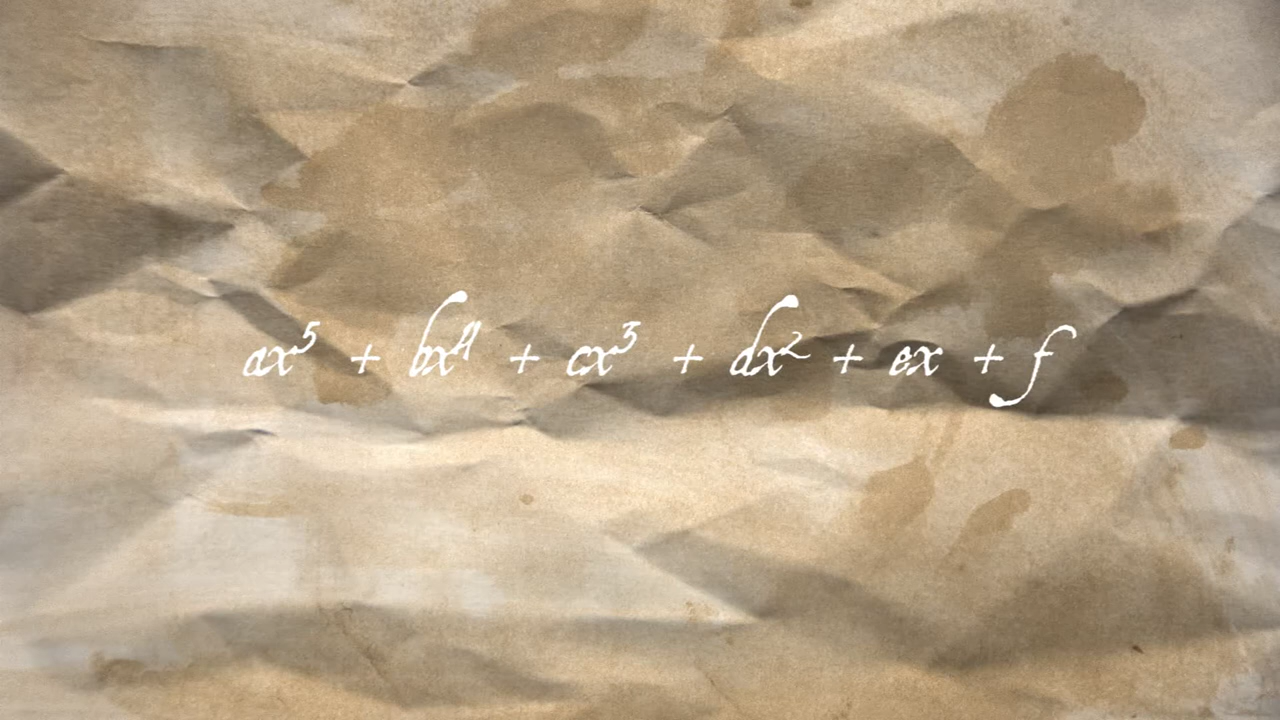 ax⁵ + bx⁴ + cx³ + dx² + ex + f